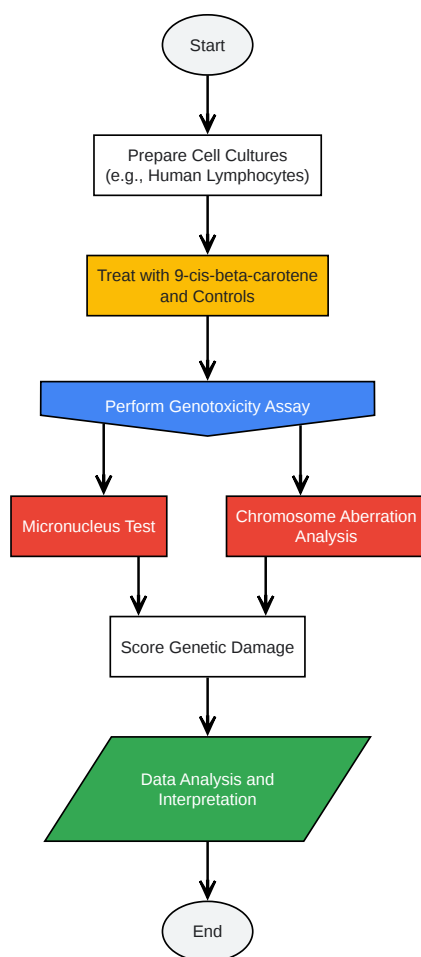 Start
Prepare Cell Cultures
(e.g., Human Lymphocytes)
Treat with 9-cis-beta-carotene
and Controls
Perform Genotoxicity Assay
Micronucleus Test
Chromosome Aberration
Analysis
Score Genetic Damage
Data Analysis and
Interpretation
End